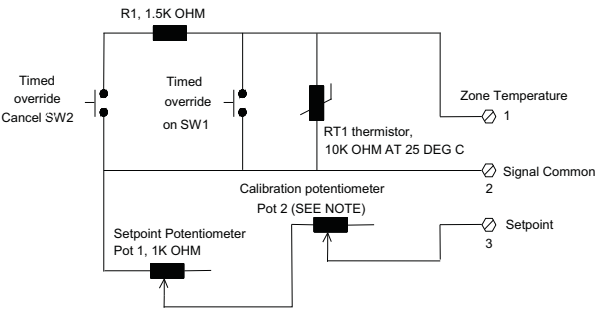 R1, 1.5K OHM
Timed
override
Cancel SW2
Timed
override
on SW1
RT1 thermistor,
10K OHM AT 25 DEG C
Zone Temperature
1
Signal Common
2
Calibration potentiometer
Pot 2 (SEE NOTE)
Setpoint
3
Setpoint Potentiometer
Pot 1, 1K OHM